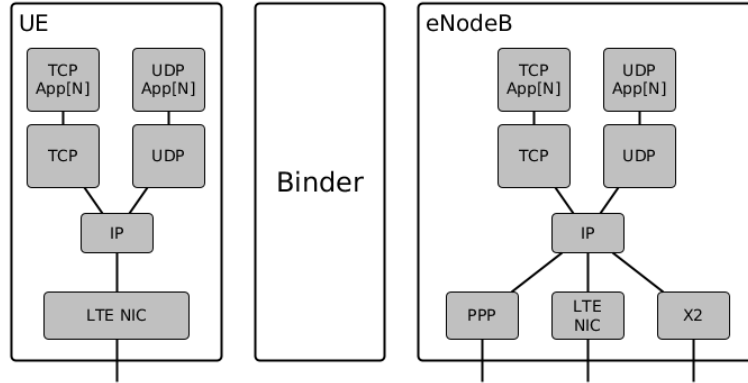 UE
TCP
App[N]
UDP
App[N]
TCP
UDP
IP
LTE NIC
Binder
eNodeB
TCP
App[N]
UDP
App[N]
TCP
UDP
IP
PPP
LTE
NIC
X2